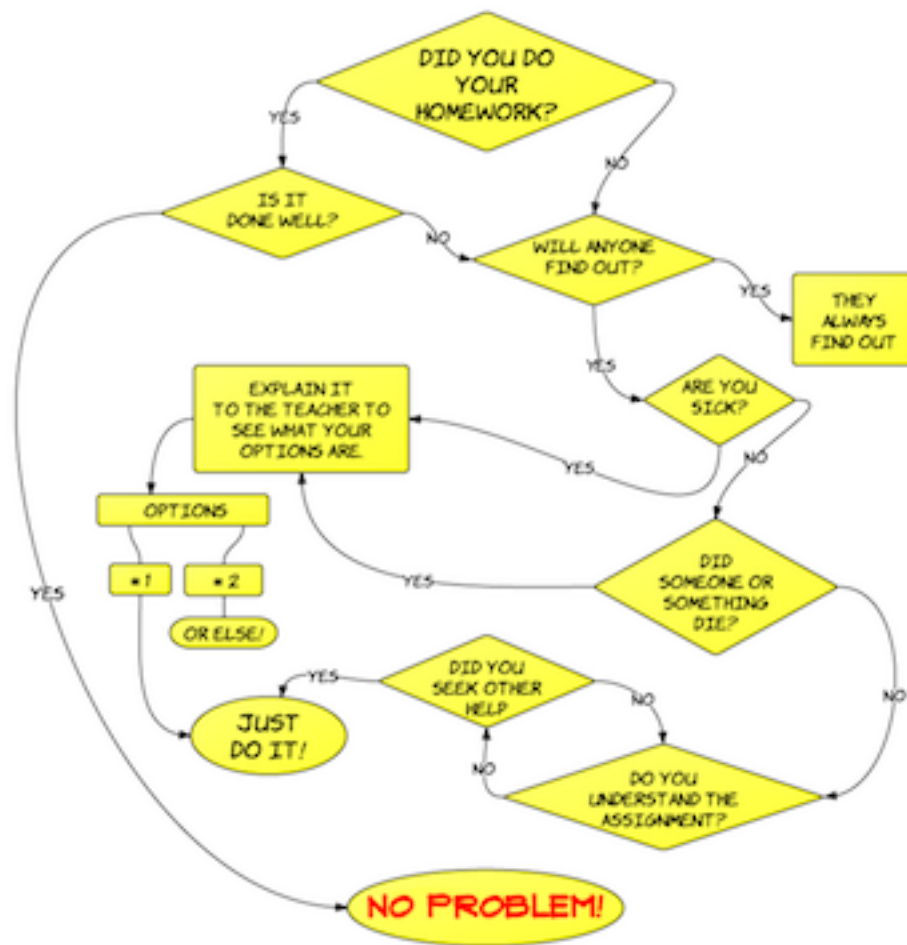 DID YOU DO
YOUR
HOMEWORK?
YES
NO
IS IT
DONE WELL?
NO
WILL ANYONE
FIND OUT?
YES
THEY
ALWAYS
FIND OUT
YES
ARE YOU
SICK?
EXPLAIN IT
TO THE TEACHER TO
SEE WHAT YOUR
OPTIONS ARE.
YES
NO
OPTIONS
DID
SOMEONE OR
SOMETHING
DIE?
YES
# 1
# 2
YES
OR ELSE!
DID YOU
SEEK OTHER
HELP
YES
NO
NO
JUST
DO IT!
NO
DO YOU
UNDERSTAND THE
ASSIGNMENT?
NO PROBLEM!